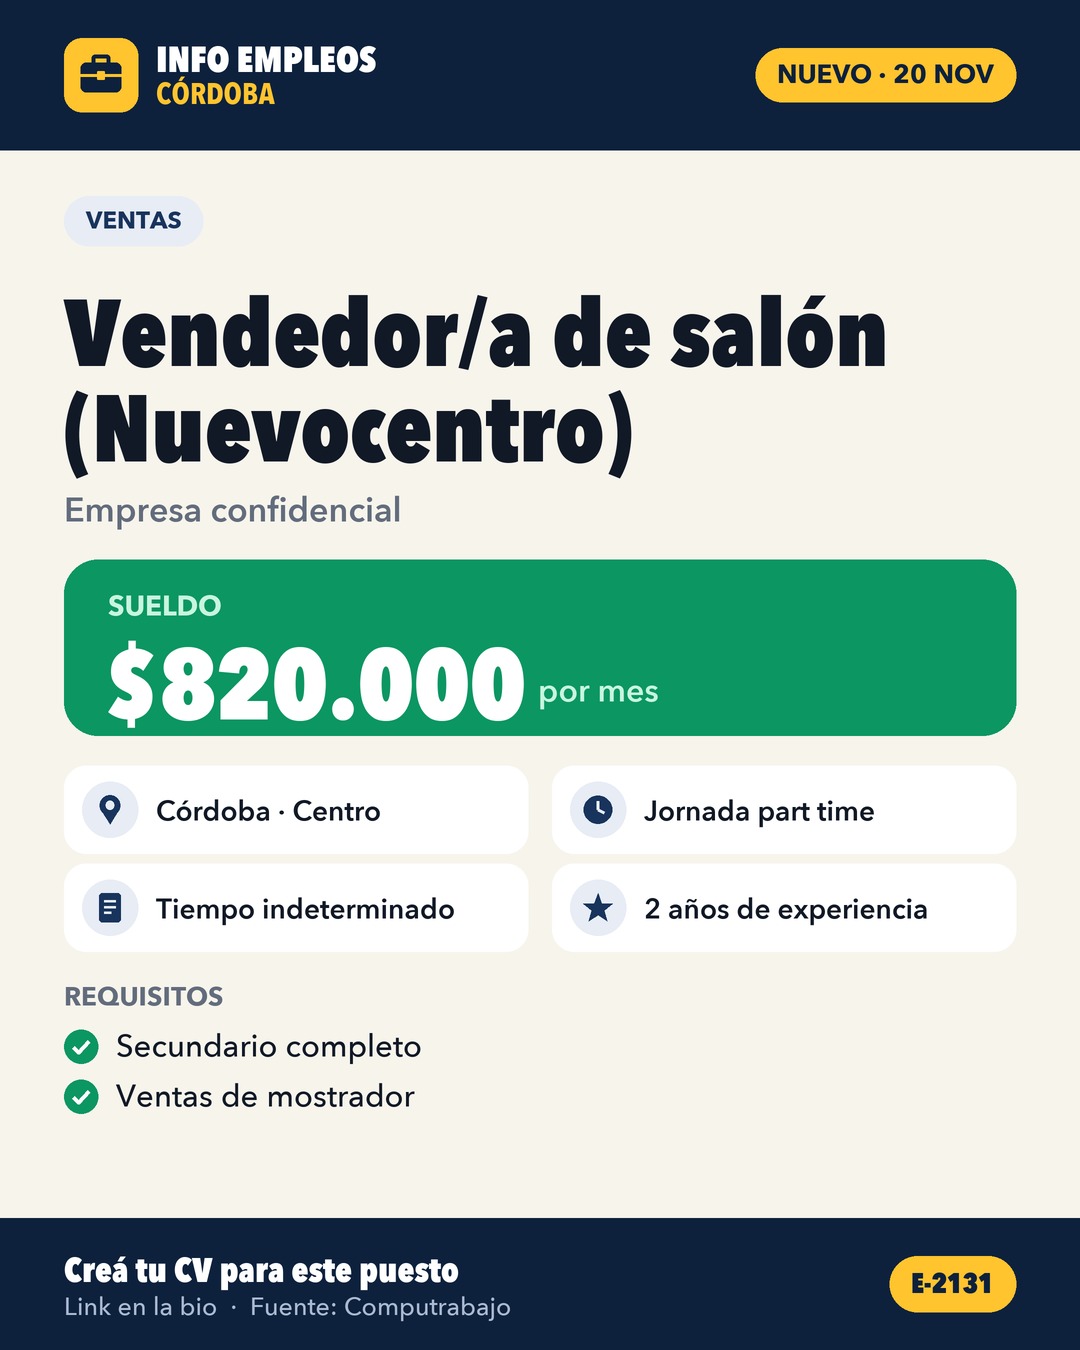 INFO EMPLEOS
CÓRDOBA
NUEVO · 20 NOV
VENTAS
Vendedor/a de salón
(Nuevocentro)
Empresa confidencial
SUELDO
$820.000 por mes
Córdoba · Centro
Jornada part time
Tiempo indeterminado
2 años de experiencia
REQUISITOS
Secundario completo
Ventas de mostrador
Creá tu CV para este puesto
Link en la bio · Fuente: Computrabajo
E-2131